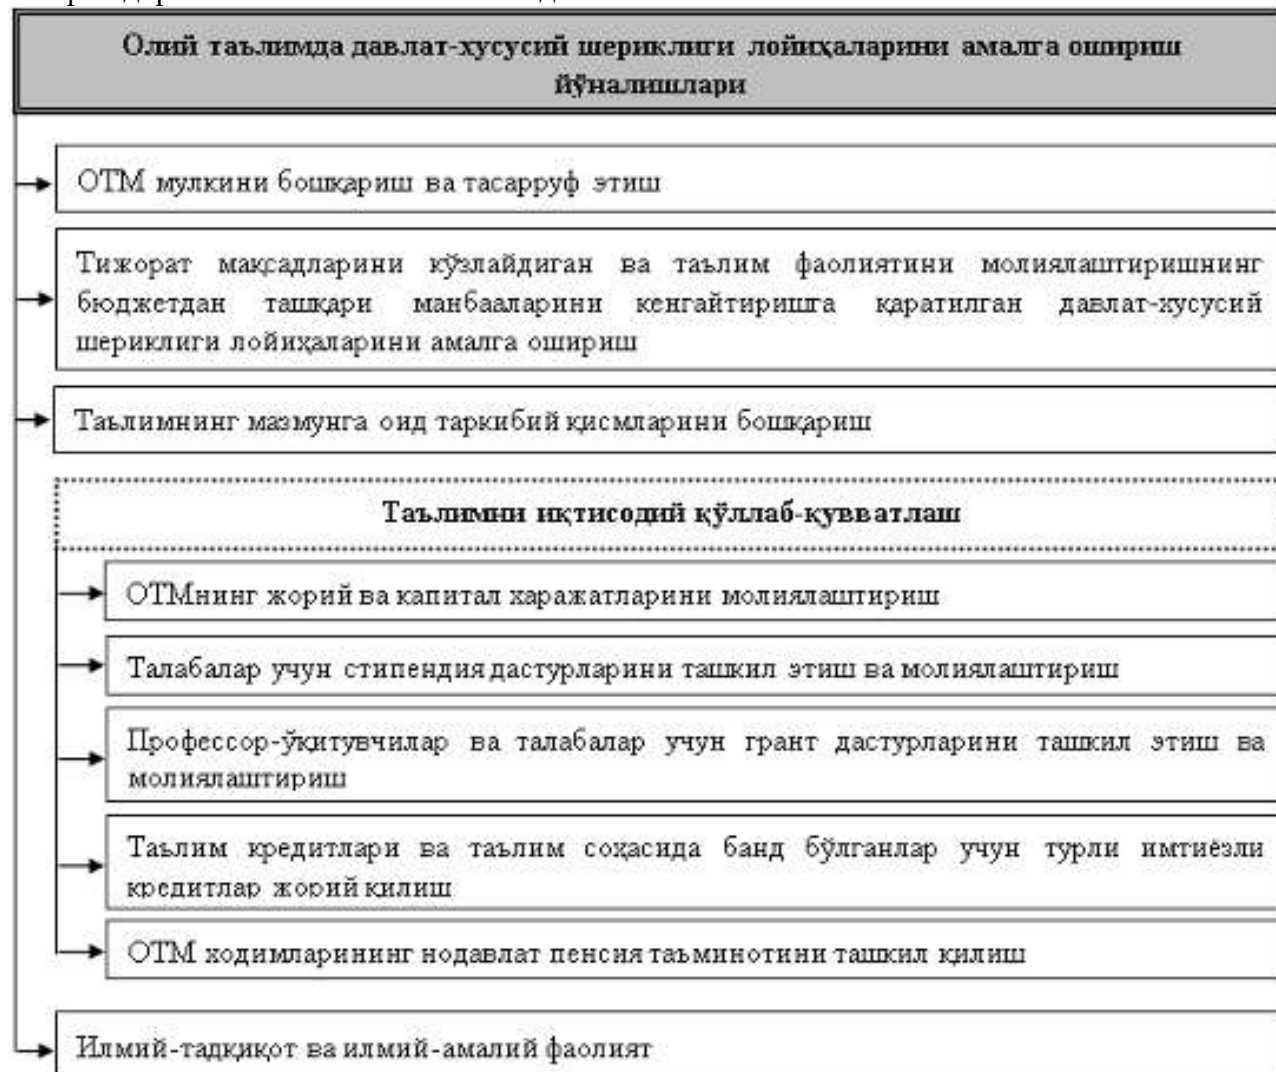 Олий таълимда давлат-хусусий шериклиги лойиҳаларини амалга ошириш
йўналишлари
ОТМ мулкини бошқариш ва тасарруф этиш
Тижорат мақсадларини кўзлайдиган ва таълим фаолиятини молиялаштиришнинг
бюджетдан ташқари манбааларини кенгайтиришга қаратилган давлат-хусусий
шериклиги лойиҳаларини амалга ошириш
Таълимнинг мазмунга оид таркибий қисмларини бошқариш
Таълимни иқтисодий қўллаб-қувватлаш
ОТМнинг жорий ва капитал харажатларини молиялаштириш
Талабалар учун стипендия дастурларини ташкил этиш ва молиялаштириш
Профессор-ўқитувчилар ва талабалар учун грант дастурларини ташкил этиш ва
молиялаштириш
Таълим кредитлари ва таълим соҳасида банд бўлганлар учун турли имтиёзли
кредитлар жорий қилиш
ОТМ ходимларининг нодавлат пенсия таъминотини ташкил қилиш
Илмий-тадқиқот ва илмий-амалий фаолият